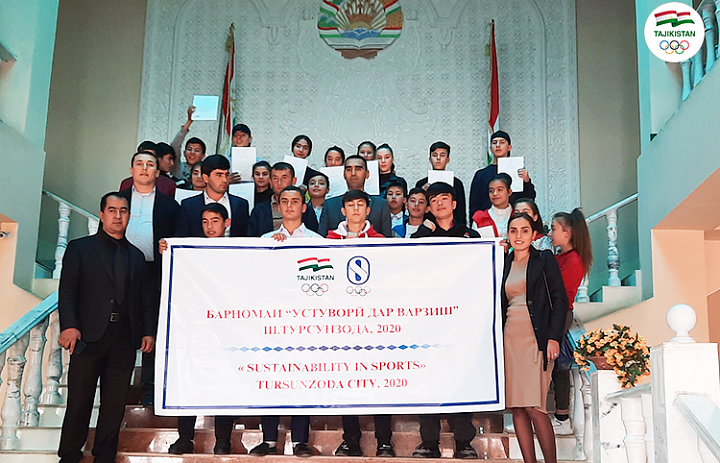 TAJIKISTAN
TAJIKISTAN
БАРНОМАИ “УСТУВОРӢ ДАР ВАРЗИШ”
Ш.ТУРСУНЗОДА, 2020
« SUSTAINABILITY IN SPORTS»
TURSUNZODA CITY, 2020